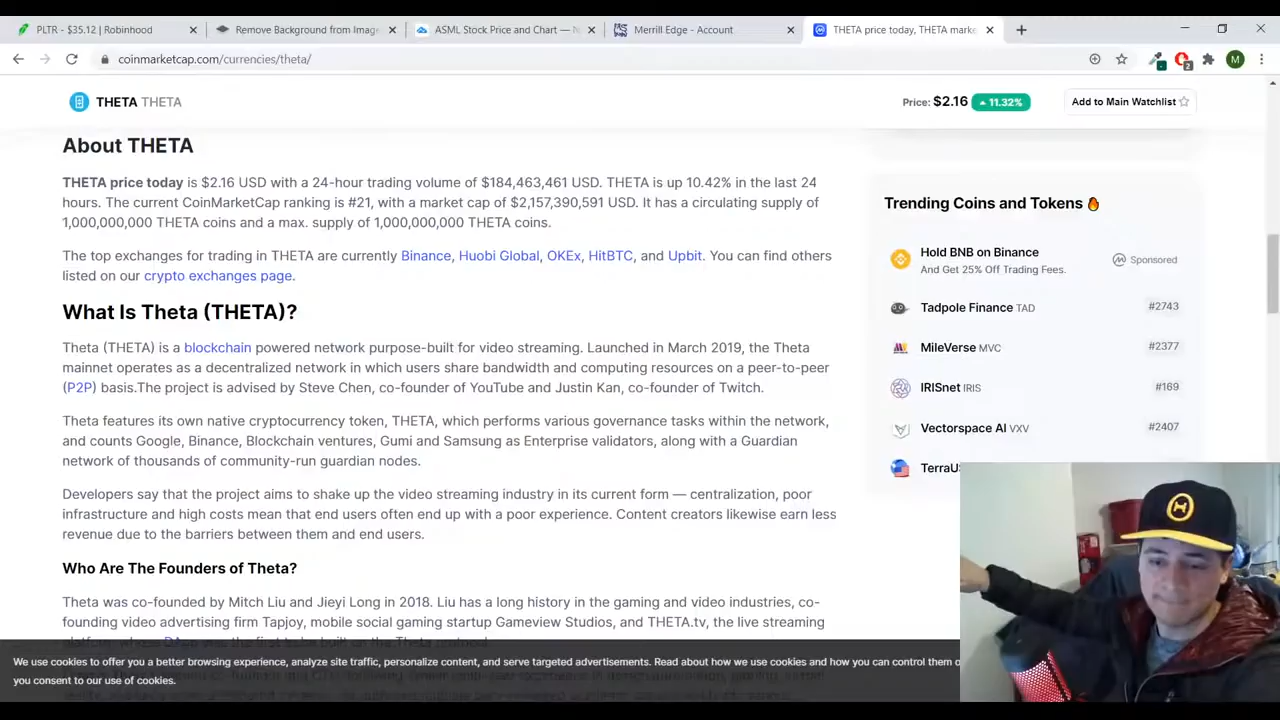 PLTR - $35.12 | Robinhood
Remove Background from Imag
ASML Stock Price and Chart —
Merrill Edge - Account
THETA price today, THETA mark
coinmarketcap.com/currencies/theta/
2
M
THETA THETA
Price: $2.16 11.32%
Add to Main Watchlist
About THETA
THETA price today is $2.16 USD with a 24-hour trading volume of $184,463,461 USD. THETA is up 10.42% in the last 24
hours. The current CoinMarketCap ranking is #21, with a market cap of $2,157,390,591 USD. It has a circulating supply of
1,000,000,000 THETA coins and a max. supply of 1,000,000,000 THETA coins.
The top exchanges for trading in THETA are currently Binance, Huobi Global, OKEx, HitBTC, and Upbit. You can find others
listed on our crypto exchanges page.
What Is Theta (THETA)?
Theta (THETA) is a blockchain powered network purpose-built for video streaming. Launched in March 2019, the Theta
mainnet operates as a decentralized network in which users share bandwidth and computing resources on a peer-to-peer
(P2P) basis.The project is advised by Steve Chen, co-founder of YouTube and Justin Kan, co-founder of Twitch.
Theta features its own native cryptocurrency token, THETA, which performs various governance tasks within the network,
and counts Google, Binance, Blockchain ventures, Gumi and Samsung as Enterprise validators, along with a Guardian
network of thousands of community-run guardian nodes.
Developers say that the project aims to shake up the video streaming industry in its current form — centralization, poor
infrastructure and high costs mean that end users often end up with a poor experience. Content creators likewise earn less
revenue due to the barriers between them and end users.
Who Are The Founders of Theta?
Theta was co-founded by Mitch Liu and Jieyi Long in 2018. Liu has a long history in the gaming and video industries, co-
founding video advertising firm Tapjoy, mobile social gaming startup Gameview Studios, and THETA.tv, the live streaming
Trending Coins and Tokens
Hold BNB on Binance
And Get 25% Off Trading Fees.
Sponsored
Tadpole Finance TAD #2743
MileVerse MVC #2377
IRISnet IRIS #169
Vectorspace AI VXV #2407
TerraU
We use cookies to offer you a better browsing experience, analyze site traffic, personalize content, and serve targeted advertisements. Read about how we use cookies and how you can control them o
you consent to our use of cookies.